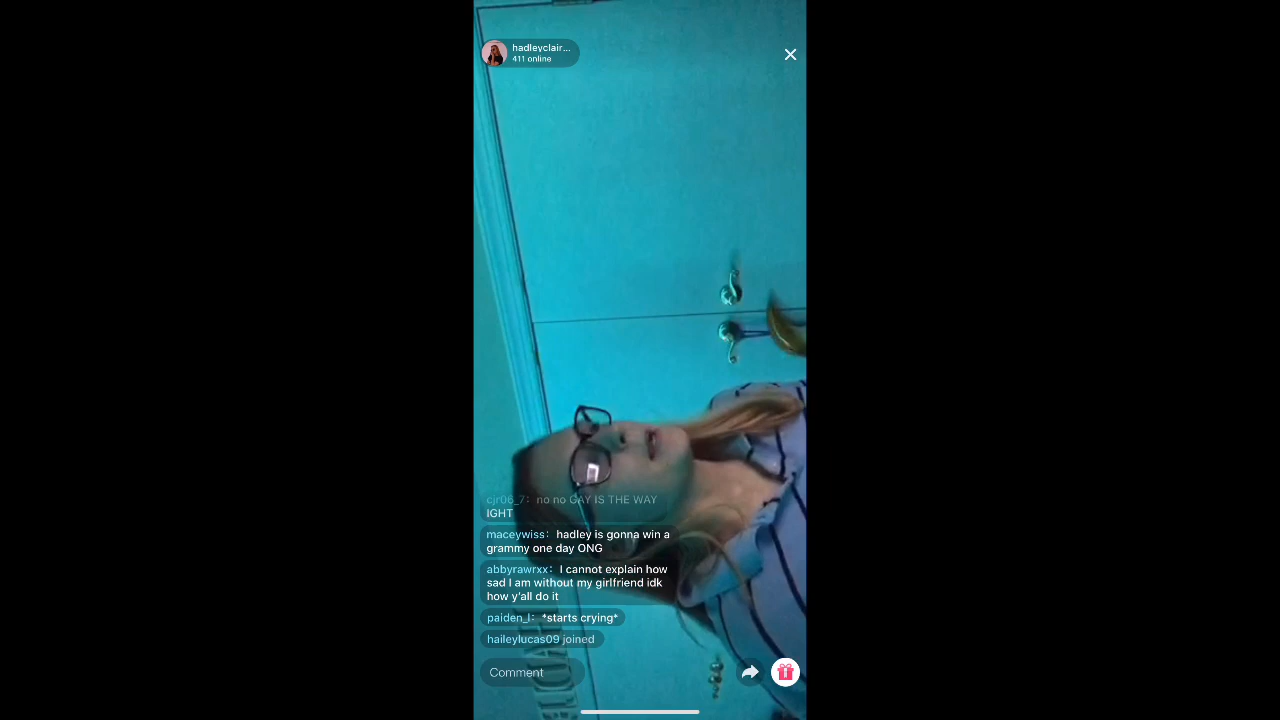 hadleyclair...
411 online
cjr06_7: no no GAY IS THE WAY
IGHT
maceywiss: hadley is gonna win a
grammy one day ONG
abbyrawrxx: I cannot explain how
sad I am without my girlfriend idk
how y'all do it
paiden_l: *starts crying*
haileylucas09 joined
Comment